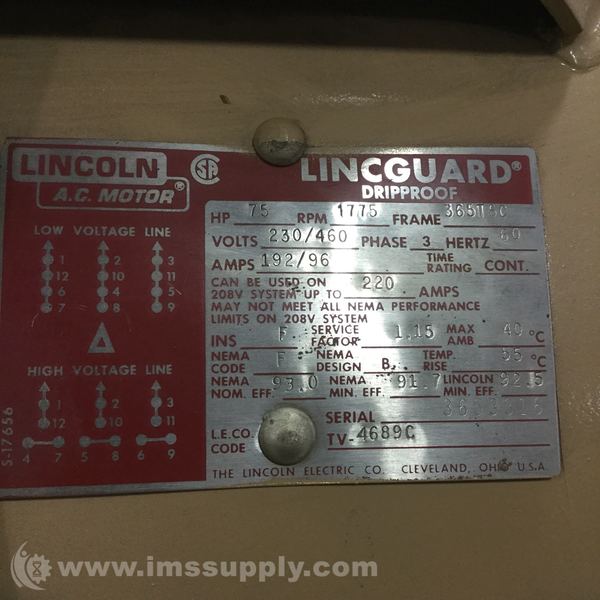 LINCOLN
A.C. MOTOR®
SA
LINCGUARD®
DRIPPROOF
HP 75 RPM 1775 FRAME
VOLTS 230/460 PHASE 3 HERTZ 60
AMPS 192/96 TIME RATING CONT.
CAN BE USED ON 208V SYSTEM UP TO 220 AMPS
MAY NOT MEET ALL NEMA PERFORMANCE
LIMITS ON 208V SYSTEM
INS F SERVICE FACTOR 1.15 MAX AMB 40 °C
NEMA CODE F NEMA DESIGN B TEMP. RISE 55 °C
NEMA NOM. EFF. 93.0 NEMA MIN. EFF. 91.7 LINCOLN MIN. EFF. 92.5
SERIAL
L.E.CO. CODE TV-4689C
THE LINCOLN ELECTRIC CO. CLEVELAND, OHIO U.S.A.
LOW VOLTAGE LINE
1 2 3
12 10 11
6 4 5
7 8 9
HIGH VOLTAGE LINE
1 2 3
12 10 11
4 7 5 8 6 9
S-17656
www.imssupply.com